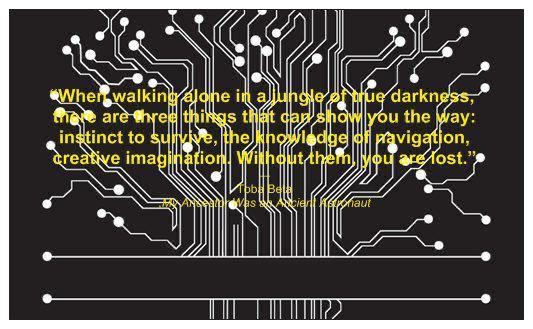 “When walking alone in a jungle of true darkness,
there are three things that can show you the way:
instinct to survive, the knowledge of navigation,
creative imagination. Without them, you are lost.”
Toba Beta
My Ancestor Was an Ancient Astronaut